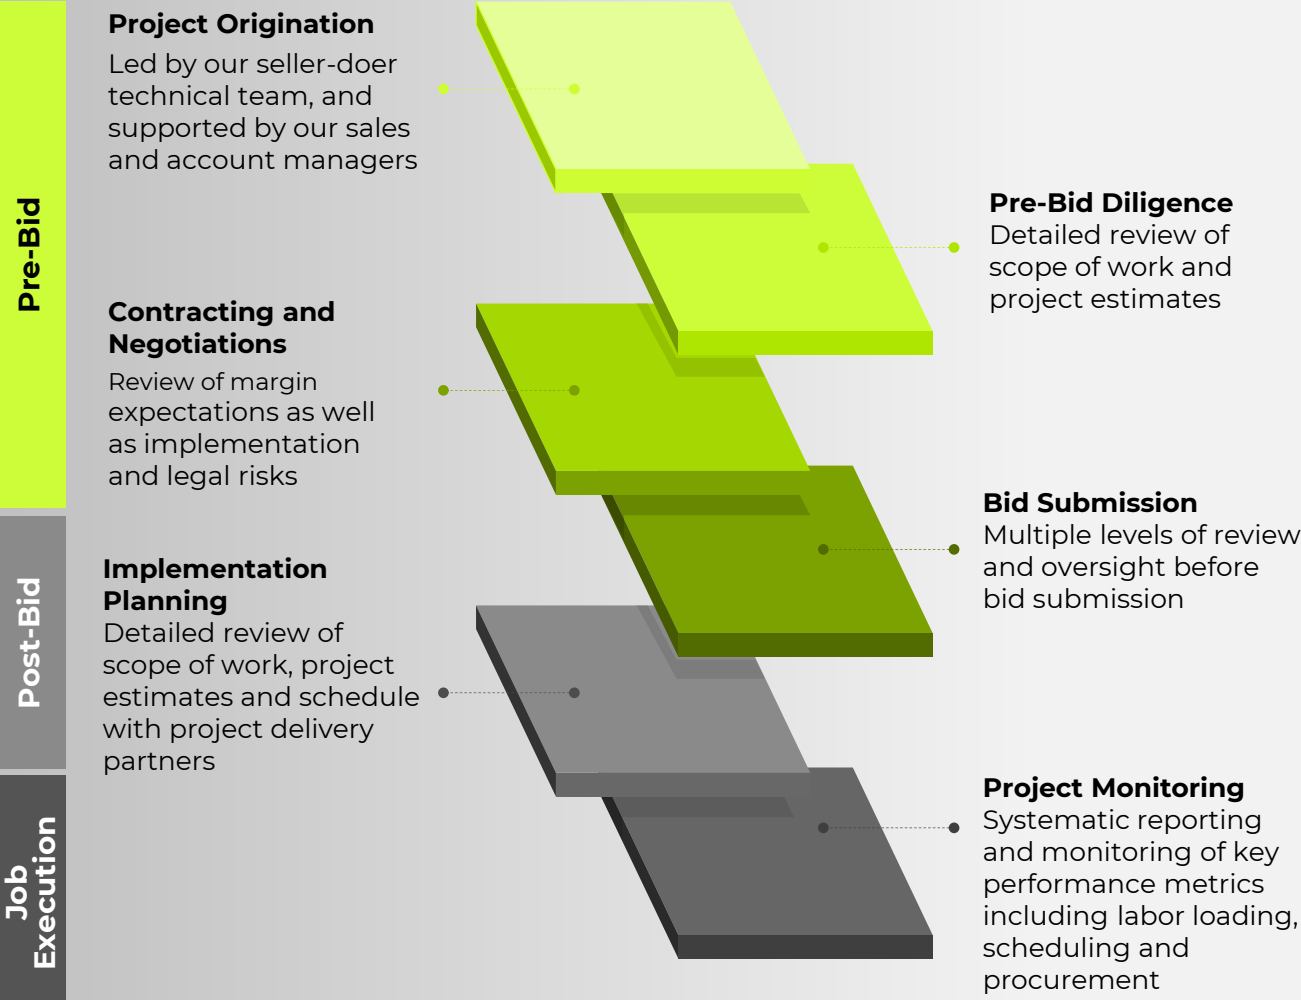 Pre-Bid
Project Origination
Led by our seller-doer
technical team, and
supported by our sales
and account managers
Pre-Bid Diligence
Detailed review of
scope of work and
project estimates
Contracting and
Negotiations
Review of margin
expectations as well
as implementation
and legal risks
Bid Submission
Multiple levels of review
and oversight before
bid submission
Post-Bid
Implementation
Planning
Detailed review of
scope of work, project
estimates and schedule
with project delivery
partners
Job
Execution
Project Monitoring
Systematic reporting
and monitoring of key
performance metrics
including labor loading,
scheduling and
procurement